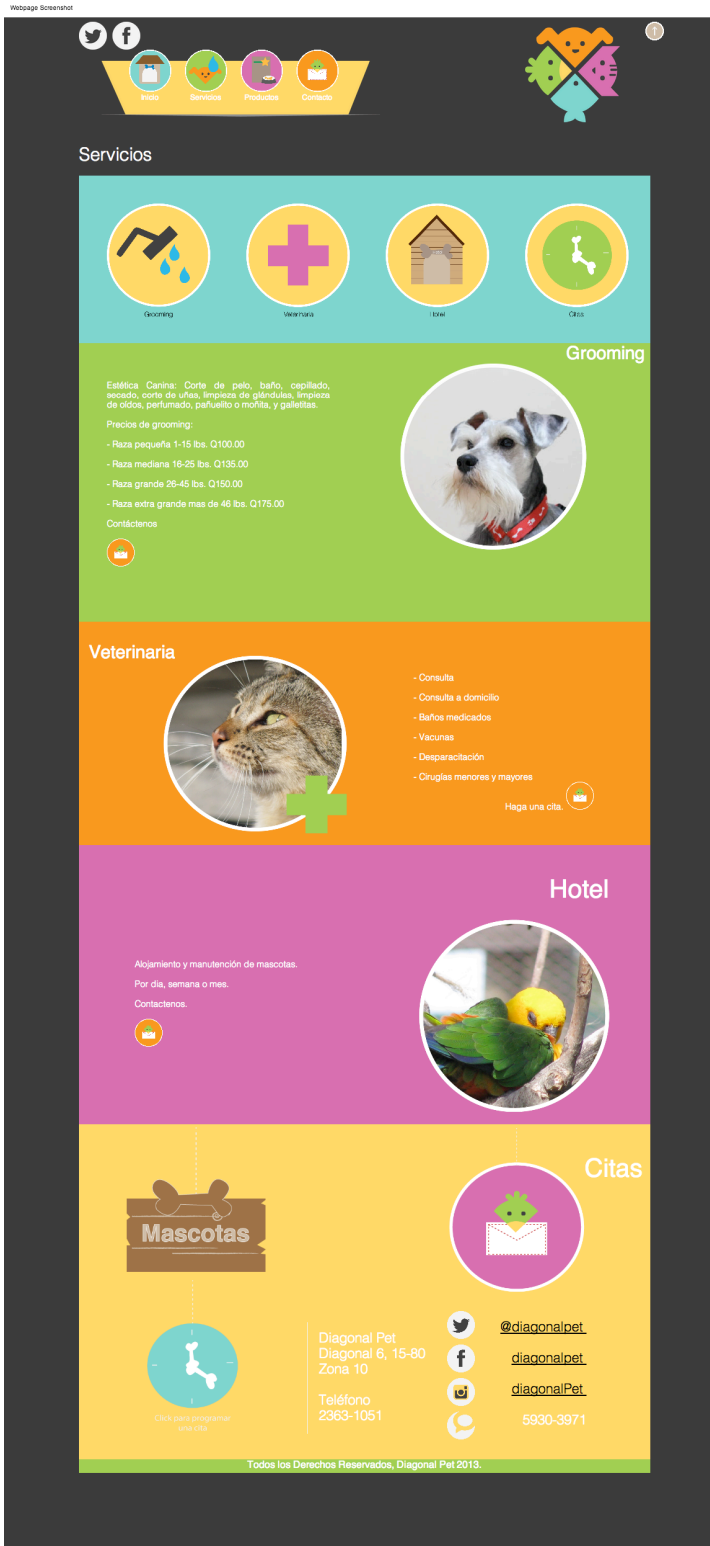 Webpage Screenshot
Inicio
Servicios
Productos
Contacto
Servicios
Grooming
Veterinaria
Hotel
Citas
Grooming
Estética Canina: Corte de pelo, baño, cepillado,
secado, corte de uñas, limpieza de glándulas, limpieza
de oídos, perfumado, pañuelito o moñita, y galletitas.
Precios de grooming:
- Raza pequeña 1-15 lbs. Q100.00
- Raza mediana 16-25 lbs. Q135.00
- Raza grande 26-45 lbs. Q150.00
- Raza extra grande mas de 46 lbs. Q175.00
Contáctenos
Veterinaria
- Consulta
- Consulta a domicilio
- Baños medicados
- Vacunas
- Desparacitación
- Cirugías menores y mayores
Haga una cita.
Hotel
Alojamiento y manutención de mascotas.
Por dia, semana o mes.
Contactenos.
Citas
Mascotas
Click para programar
una cita
Diagonal Pet
Diagonal 6, 15-80
Zona 10
Teléfono
2363-1051
@diagonalpet
diagonalpet
diagonalPet
5930-3971
Todos los Derechos Reservados, Diagonal Pet 2013.